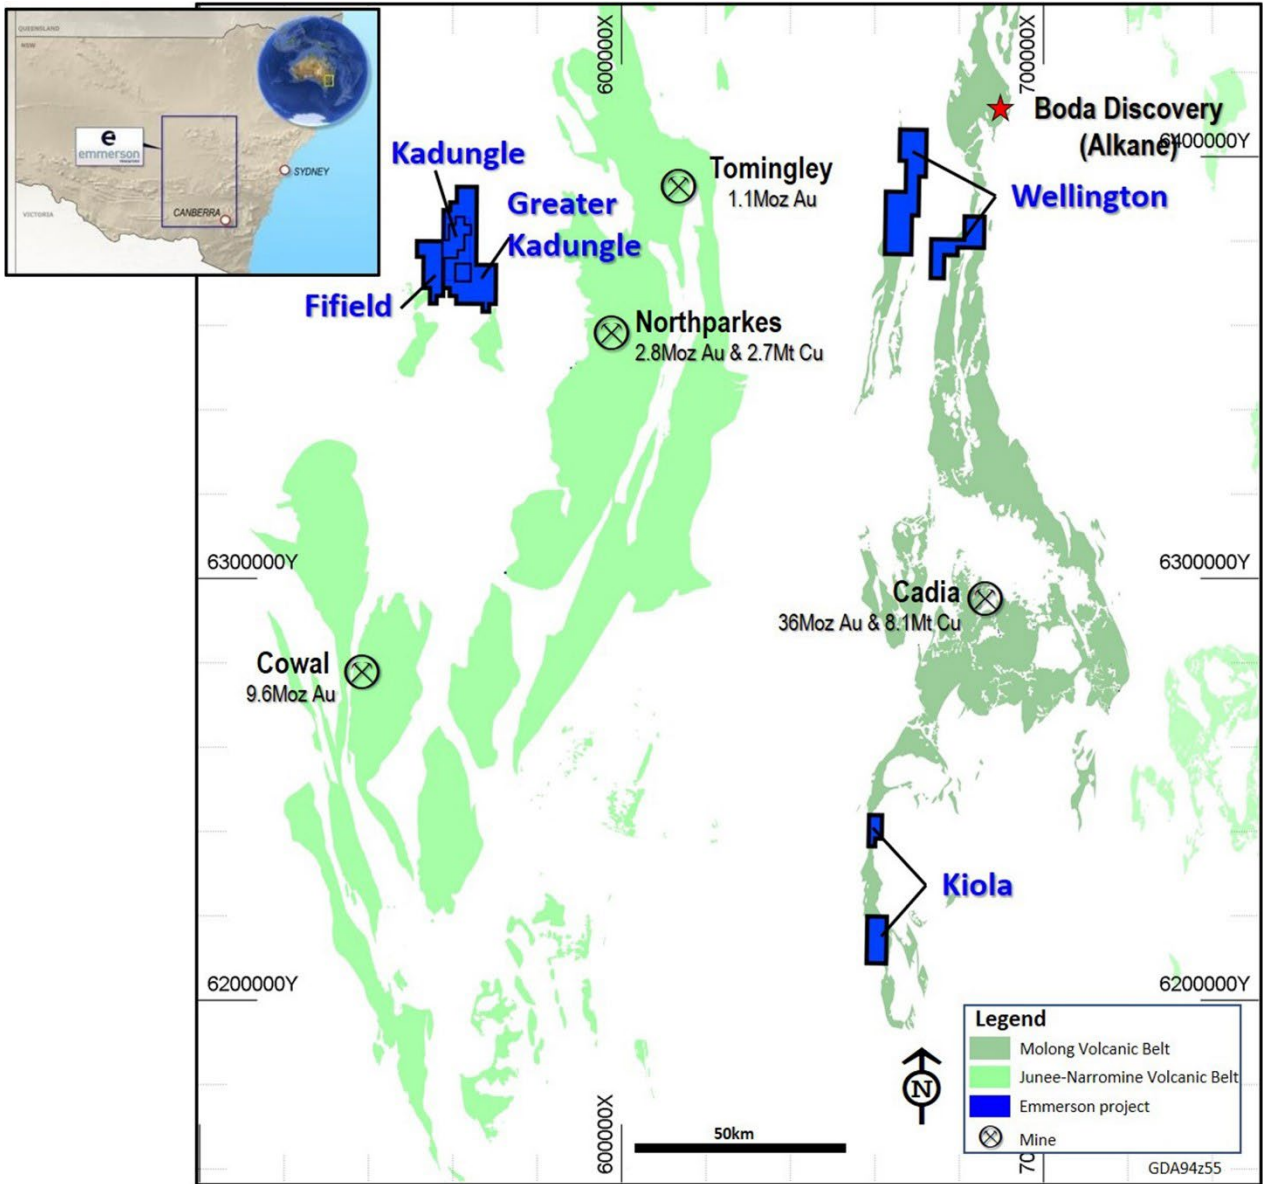 QUEENSLAND
NSW
e
emmerson
SYDNEY
CANBERRA
VICTORIA
600000X
700000X
Boda Discovery
(Alkane)
6400000Y
Kadungle
Greater
Kadungle
Fifield
Tomingley
1.1Moz Au
Wellington
Northparkes
2.8Moz Au & 2.7Mt Cu
6300000Y
6300000Y
Cadia
36Moz Au & 8.1Mt Cu
Cowal
9.6Moz Au
Kiola
6200000Y
6200000Y
N
600000X
70
50km
Legend
Molong Volcanic Belt
Junee-Narromine Volcanic Belt
Emmerson project
Mine
GDA94z55